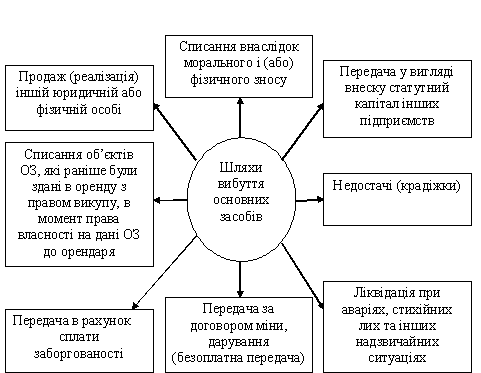 Списання внаслідок
морального і (або)
фізичного зносу
Продаж (реалізація)
іншій юридичній або
фізичній особі
Передача у вигляді
внеску статутний
капітал інших
підприємств
Списання об’єктів
ОЗ, які раніше були
здані в оренду з
правом викупу, в
момент права
власності на дані ОЗ
до орендаря
Шляхи
вибуття
основних
засобів
Недостачі (крадіжки)
Передача в рахунок
сплати
заборгованості
Передача за
договором міни,
дарування
(безоплатна передача)
Ліквідація при
аваріях, стихійних
лих та інших
надзвичайних
ситуаціях